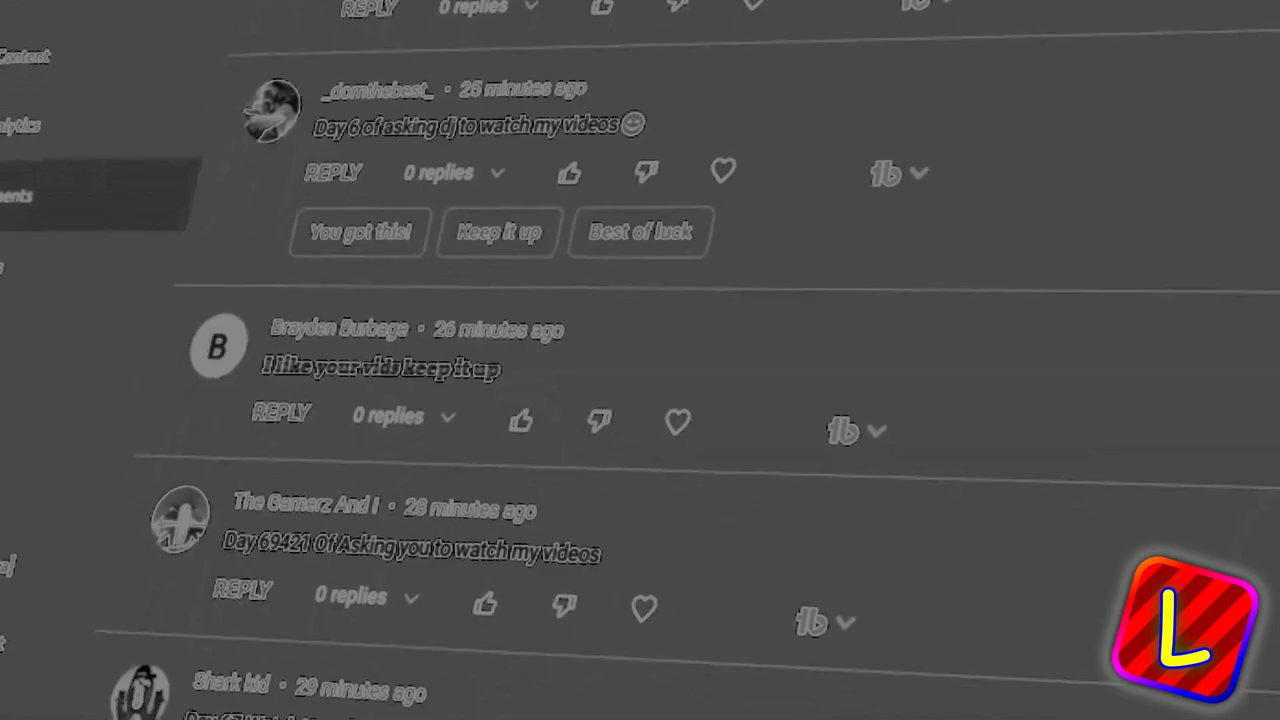 REPLY 0 replies
Content
_domthebest_ • 25 minutes ago
Day 6 of asking dj to watch my videos
REPLY 0 replies
You got this! Keep it up Best of luck
B
Brayden Burbage • 26 minutes ago
I like your vids keep it up
REPLY 0 replies
The Gamerz And I • 28 minutes ago
Day 69421 Of Asking you to watch my videos
REPLY 0 replies
Shark kid • 29 minutes ago
L